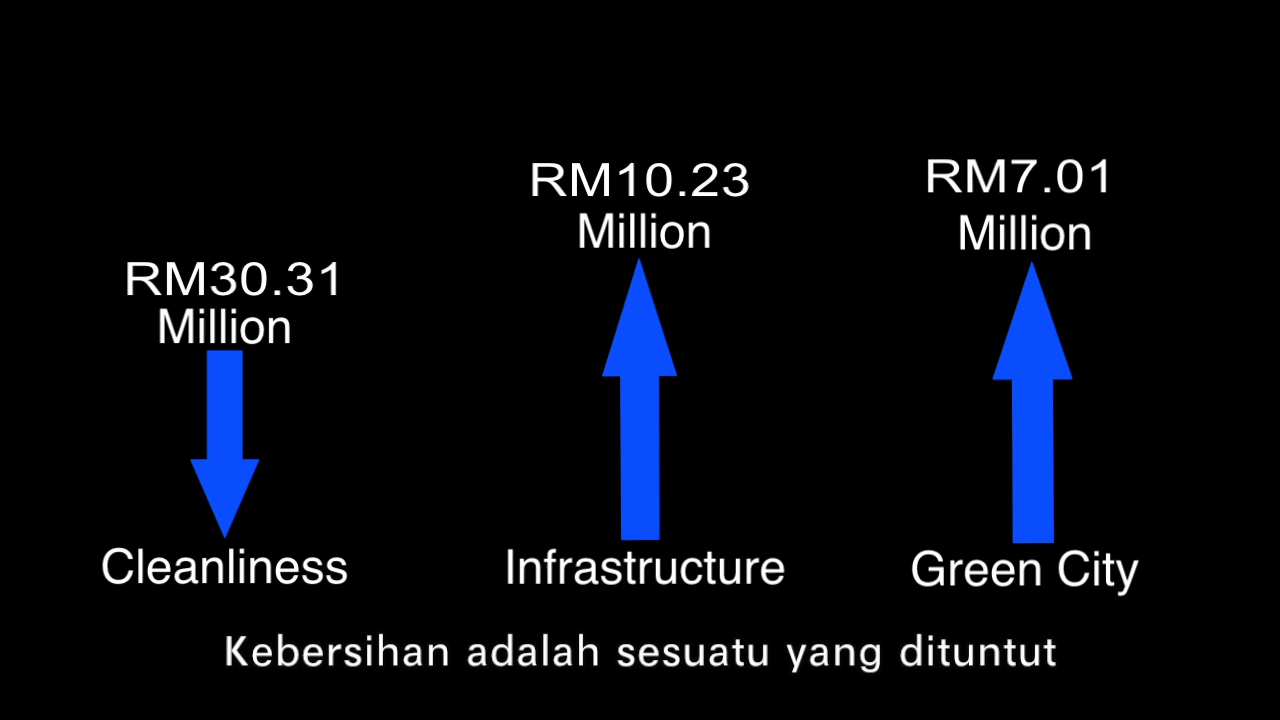 RM30.31
Million
Cleanliness
RM10.23
Million
Infrastructure
RM7.01
Million
Green City
Kebersihan adalah sesuatu yang dituntut